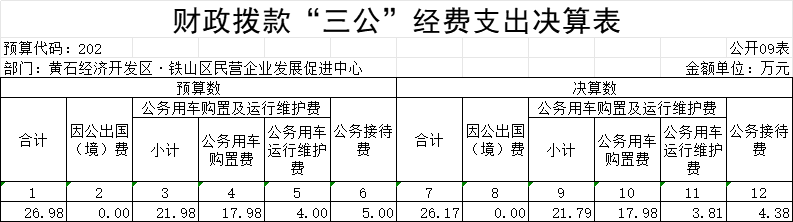 财政拨款“三公”经费支出决算表
预算代码：202 公开09表
部门：黄石经济开发区·铁山区民营企业发展促进中心 金额单位：万元
预算数 决算数
合计 因公出国（境）费 公务用车购置及运行维护费 公务接待费 合计 因公出国（境）费 公务用车购置及运行维护费 公务接待费
小计 公务用车购置费 公务用车运行维护费 小计 公务用车购置费 公务用车运行维护费
1 2 3 4 5 6 7 8 9 10 11 12
26.98 0.00 21.98 17.98 4.00 5.00 26.17 0.00 21.79 17.98 3.81 4.38